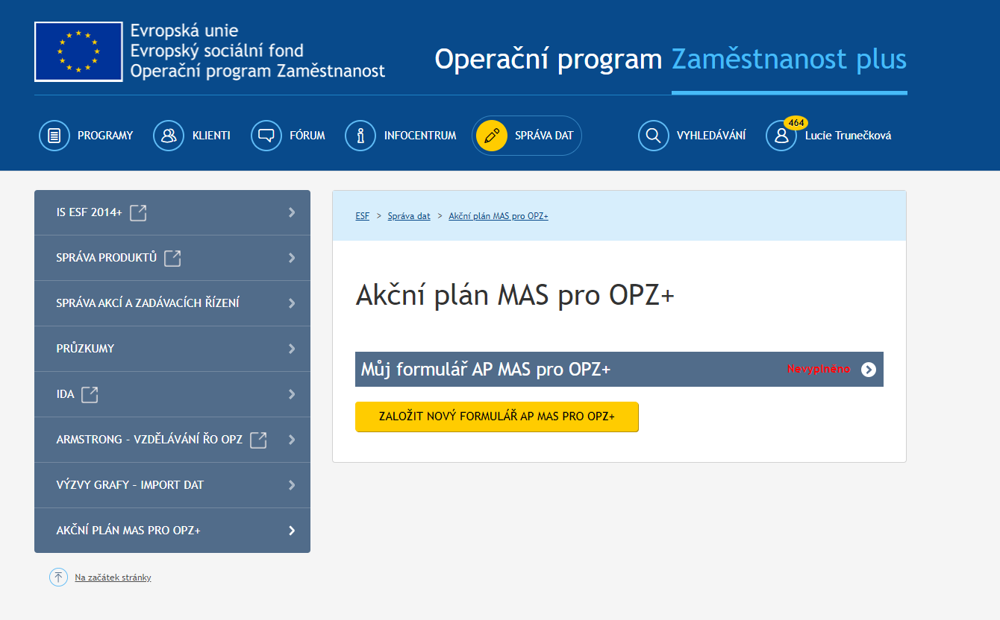 Evropská unie
Evropský sociální fond
Operační program Zaměstnanost
Operační program Zaměstnanost plus
PROGRAMY
KLIENTI
FÓRUM
INFOCENTRUM
SPRÁVA DAT
VYHLEDÁVÁNÍ
464
Lucie Trunečková
IS ESF 2014+
SPRÁVA PRODUKTŮ
SPRÁVA AKCÍ A ZADÁVACÍCH ŘÍZENÍ
PRŮZKUMY
IDA
ARMSTRONG – VZDĚLÁVÁNÍ ŘO OPZ
VÝZVY GRAFY – IMPORT DAT
AKČNÍ PLÁN MAS PRO OPZ+
Na začátek stránky
ESF > Správa dat > Akční plán MAS pro OPZ+
Akční plán MAS pro OPZ+
Můj formulář AP MAS pro OPZ+
Nevyplněno
ZALOŽIT NOVÝ FORMULÁŘ AP MAS PRO OPZ+